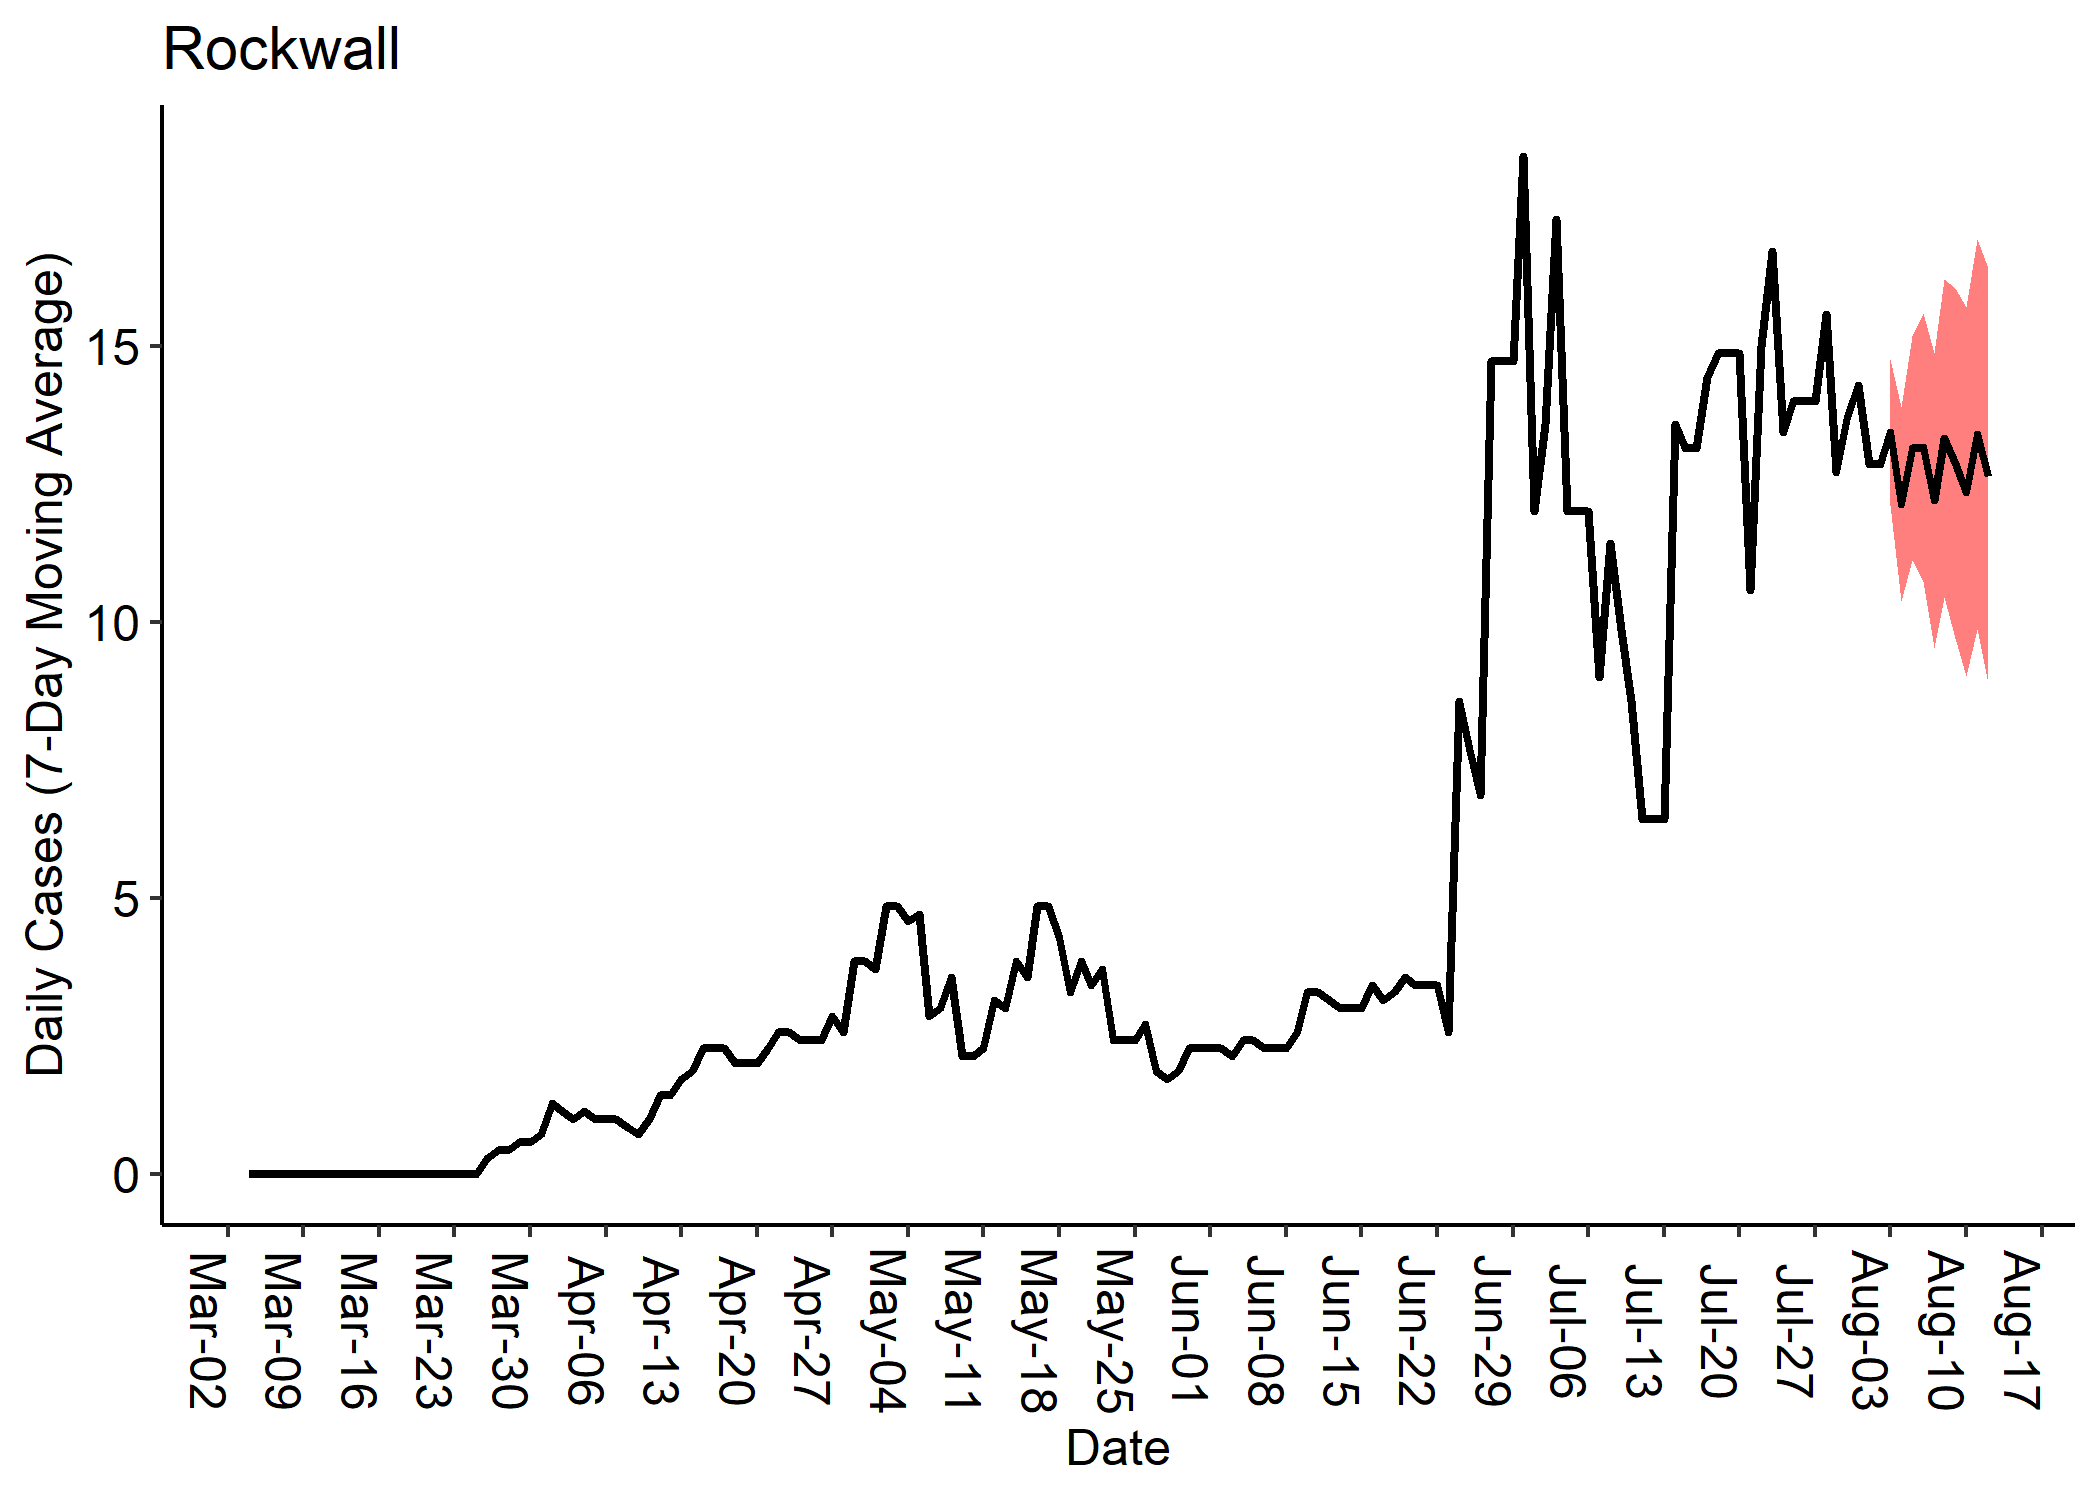 Rockwall
Daily Cases (7-Day Moving Average)
15
10
5
0
Mar-02
Mar-09
Mar-16
Mar-23
Mar-30
Apr-06
Apr-13
Apr-20
Apr-27
May-04
May-11
May-18
May-25
Jun-01
Jun-08
Jun-15
Jun-22
Jun-29
Jul-06
Jul-13
Jul-20
Jul-27
Aug-03
Aug-10
Aug-17
Date